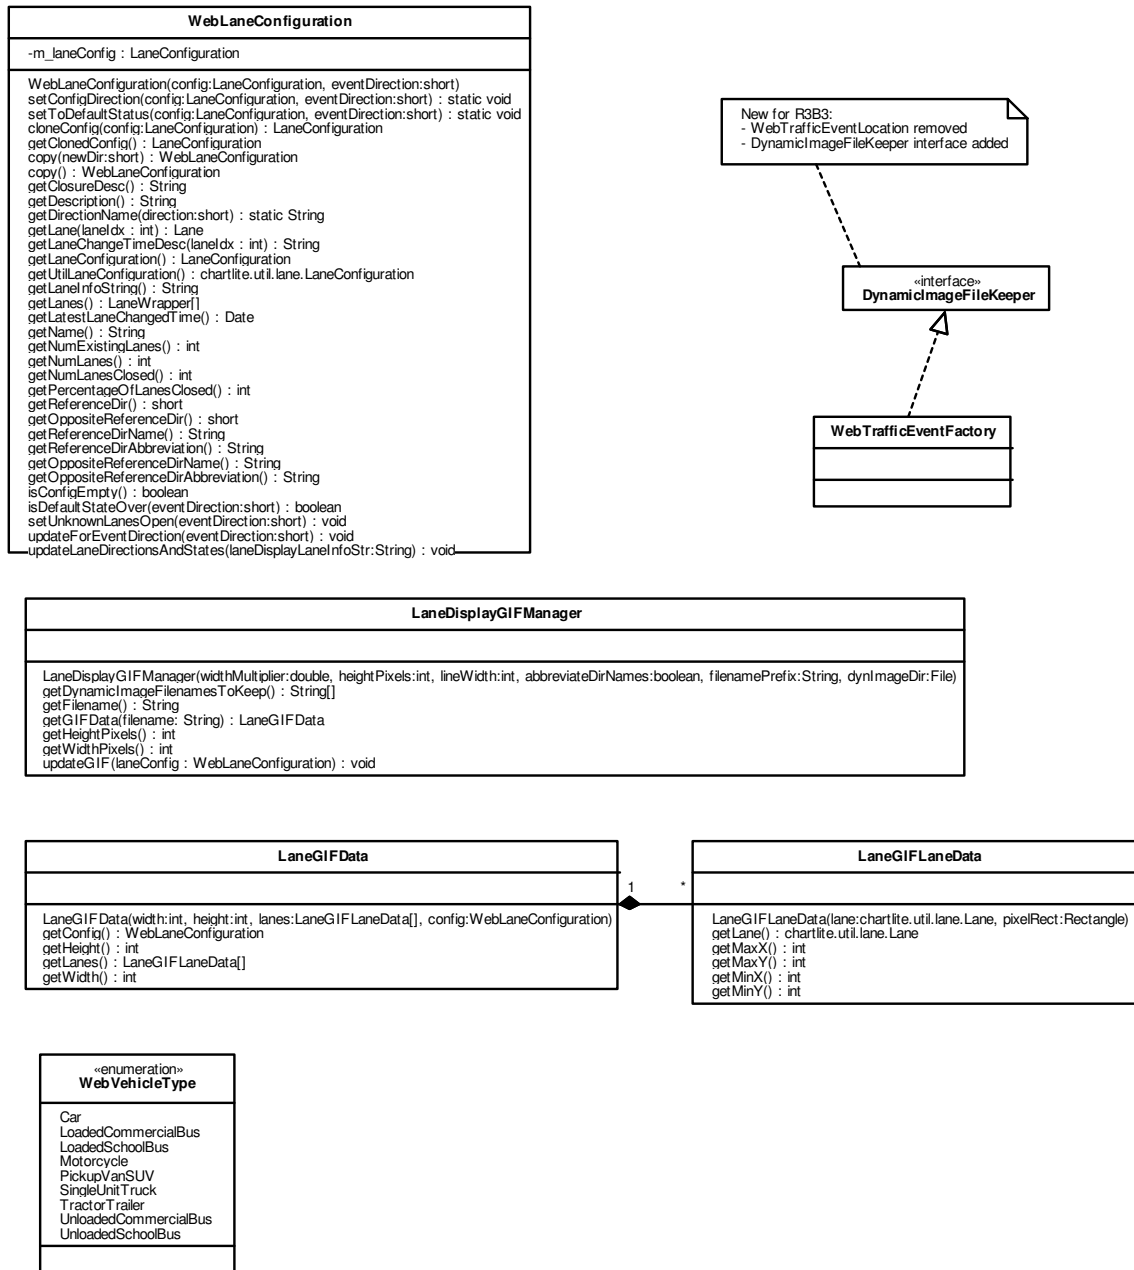 WebLaneConfiguration
-m_laneConfig : LaneConfiguration
WebLaneConfiguration(config:LaneConfiguration, eventDirection:short)
setConfigDirection(config:LaneConfiguration, eventDirection:short) : static void
setToDefaultStatus(config:LaneConfiguration, eventDirection:short) : static void
cloneConfig(config:LaneConfiguration) : LaneConfiguration
getClonedConfig() : LaneConfiguration
copy(newDir:short) : WebLaneConfiguration
copy() : WebLaneConfiguration
getClosureDesc() : String
getDescription() : String
getDirectionName(direction:short) : static String
getLane(laneIdx : int) : Lane
getLaneChangeTimeDesc(laneIdx : int) : String
getLaneConfiguration() : LaneConfiguration
getUtilLaneConfiguration() : chartlite.util.lane.LaneConfiguration
getLaneInfoString() : String
getLanes() : LaneWrapper[]
getLatestLaneChangedTime() : Date
getName() : String
getNumExistingLanes() : int
getNumLanes() : int
getNumLanesClosed() : int
getPercentageOfLanesClosed() : int
getReferenceDir() : short
getOppositeReferenceDir() : short
getReferenceDirName() : String
getReferenceDirAbbreviation() : String
getOppositeReferenceDirName() : String
getOppositeReferenceDirAbbreviation() : String
isConfigEmpty() : boolean
isDefaultStateOver(eventDirection:short) : boolean
setUnknownLanesOpen(eventDirection:short) : void
updateForEventDirection(eventDirection:short) : void
updateLaneDirectionsAndStates(laneDisplayLaneInfoStr:String) : void
New for R3B3:
- WebTrafficEventLocation removed
- DynamicImageFileKeeper interface added
«interface»
DynamicImageFileKeeper
WebTrafficEventFactory
LaneDisplayGIFManager
LaneDisplayGIFManager(widthMultiplier:double, heightPixels:int, lineWidth:int, abbreviateDirNames:boolean, filenamePrefix:String, dynImageDir:File)
getDynamicImageFilenamesToKeep() : String[]
getFilename() : String
getGIFData(filename: String) : LaneGIFData
getHeightPixels() : int
getWidthPixels() : int
updateGIF(laneConfig : WebLaneConfiguration) : void
LaneGIFData
LaneGIFData(width:int, height:int, lanes:LaneGIFLaneData[], config:WebLaneConfiguration)
getConfig() : WebLaneConfiguration
getHeight() : int
getLanes() : LaneGIFLaneData[]
getWidth() : int
1
*
LaneGIFLaneData
LaneGIFLaneData(lane:chartlite.util.lane.Lane, pixelRect:Rectangle)
getLane() : chartlite.util.lane.Lane
getMaxX() : int
getMaxY() : int
getMinX() : int
getMinY() : int
«enumeration»
WebVehicleType
Car
LoadedCommercialBus
LoadedSchoolBus
Motorcycle
PickupVanSUV
SingleUnitTruck
TractorTrailer
UnloadedCommercialBus
UnloadedSchoolBus